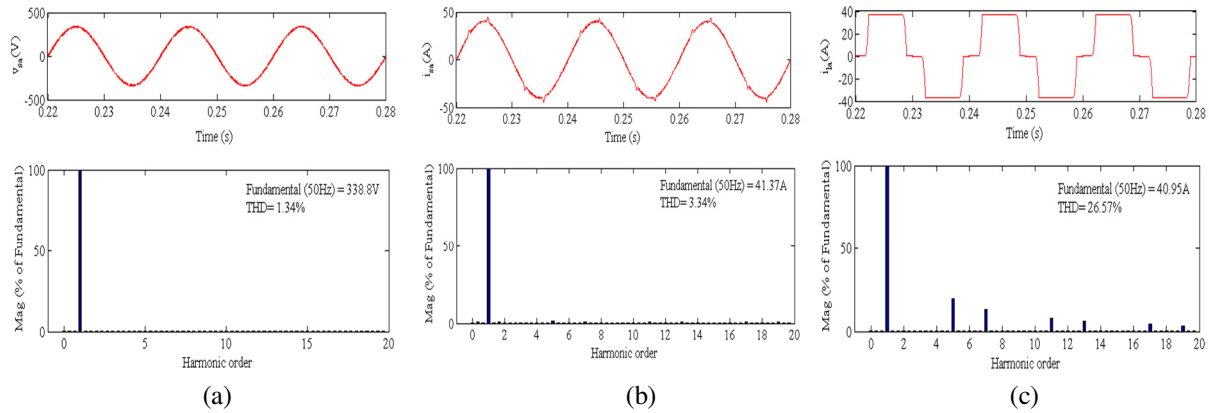 500
0
-500
v_sa(V)
0.22 0.23 0.24 0.25 0.26 0.27 0.28
Time (s)
100
50
0
Mag (% of Fundamental)
Fundamental (50Hz) = 338.8V
THD= 1.34%
0 5 10 15 20
Harmonic order
(a)
50
0
-50
i_sa(A)
0.22 0.23 0.24 0.25 0.26 0.27 0.28
Time (s)
100
50
0
Mag (% of Fundamental)
Fundamental (50Hz) = 41.37A
THD= 3.34%
0 2 4 6 8 10 12 14 16 18 20
Harmonic order
(b)
40
20
0
-20
-40
i_la(A)
0.22 0.23 0.24 0.25 0.26 0.27 0.28
Time (s)
100
50
0
Mag (% of Fundamental)
Fundamental (50Hz) = 40.95A
THD= 26.57%
0 2 4 6 8 10 12 14 16 18 20
Harmonic order
(c)